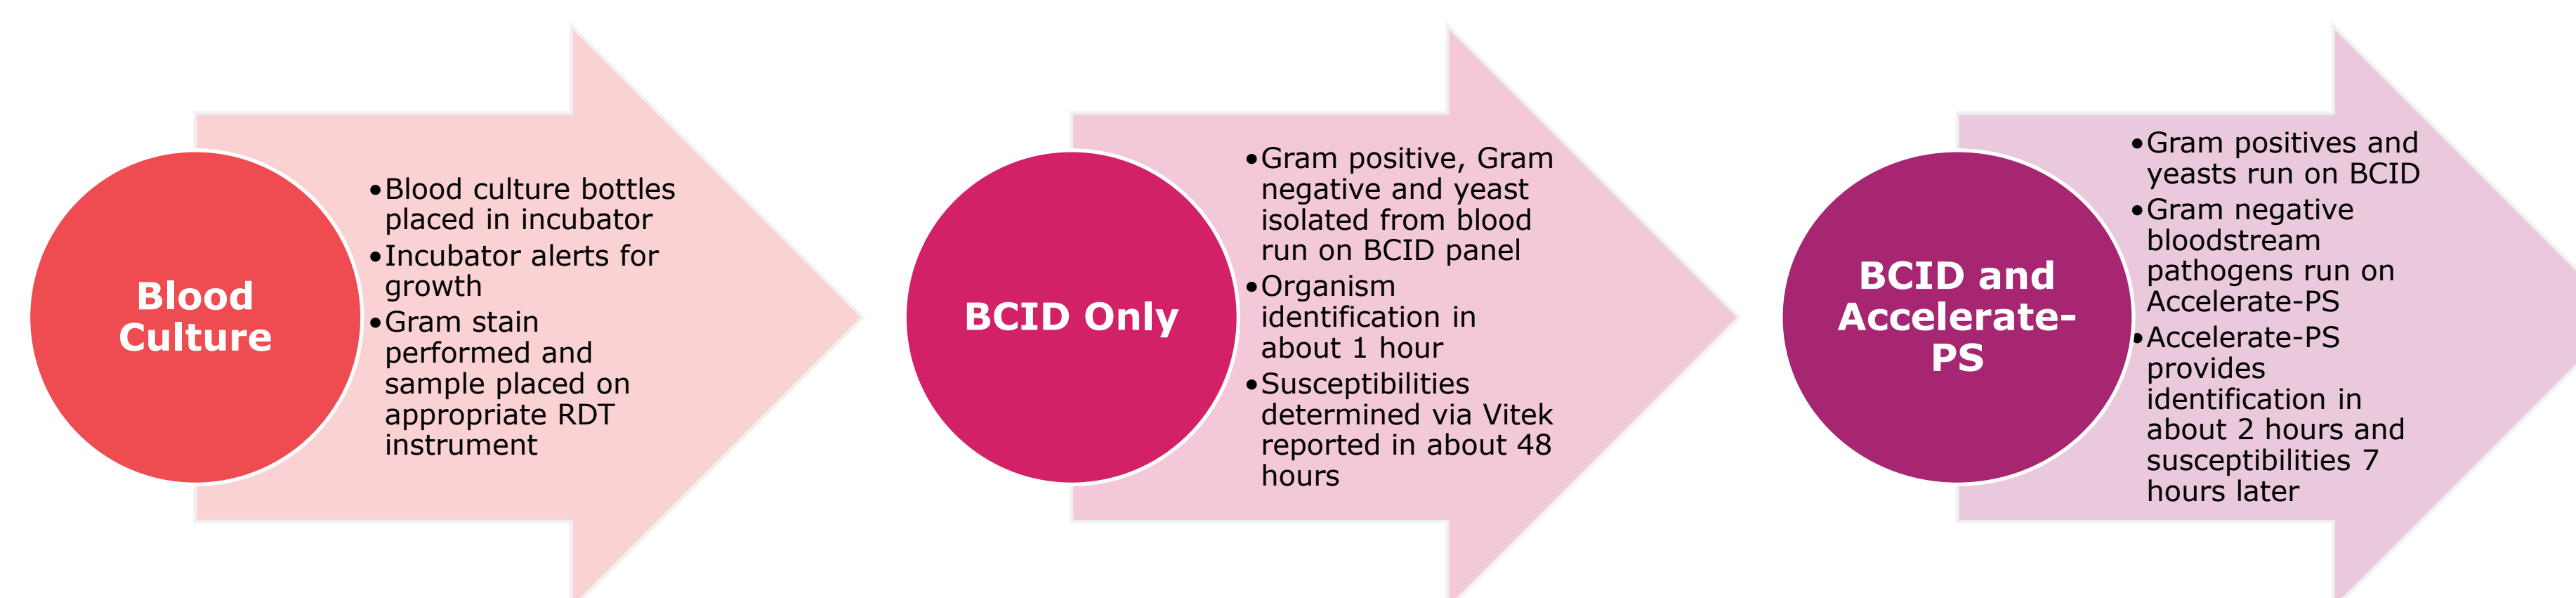 Blood
Culture
•Blood culture bottles
placed in incubator
•Incubator alerts for
growth
•Gram stain
performed and
sample placed on
appropriate RDT
instrument
BCID Only
•Gram positive, Gram
negative and yeast
isolated from blood
run on BCID panel
•Organism
identification in
about 1 hour
•Susceptibilities
determined via Vitek
reported in about 48
hours
BCID and
Accelerate-
PS
•Gram positives and
yeasts run on BCID
•Gram negative
bloodstream
pathogens run on
Accelerate-PS
•Accelerate-PS
provides
identification in
about 2 hours and
susceptibilities 7
hours later